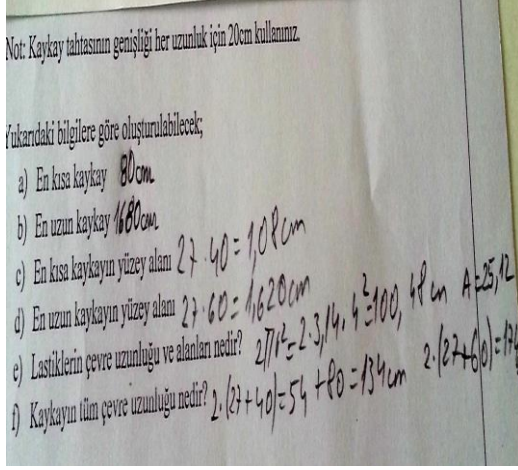 Not: Kaykay tahtasının genişliği her uzunluk için 20cm kullanınız.
Yukarıdaki bilgilere göre oluşturulabilecek;
a) En kısa kaykay 80cm
b) En uzun kaykay 1680cm
c) En kısa kaykayın yüzey alanı 27.40=1,08cm
d) En uzun kaykayın yüzey alanı 27.60=1,620cm
e) Lastiklerin çevre uzunluğu ve alanları nedir? 2πr²=2.3,14.4²=100,48cm A=25,12
f) Kaykayın tüm çevre uzunluğu nedir? 2.(27+40)=54+80=134cm 2.(27+60)=174